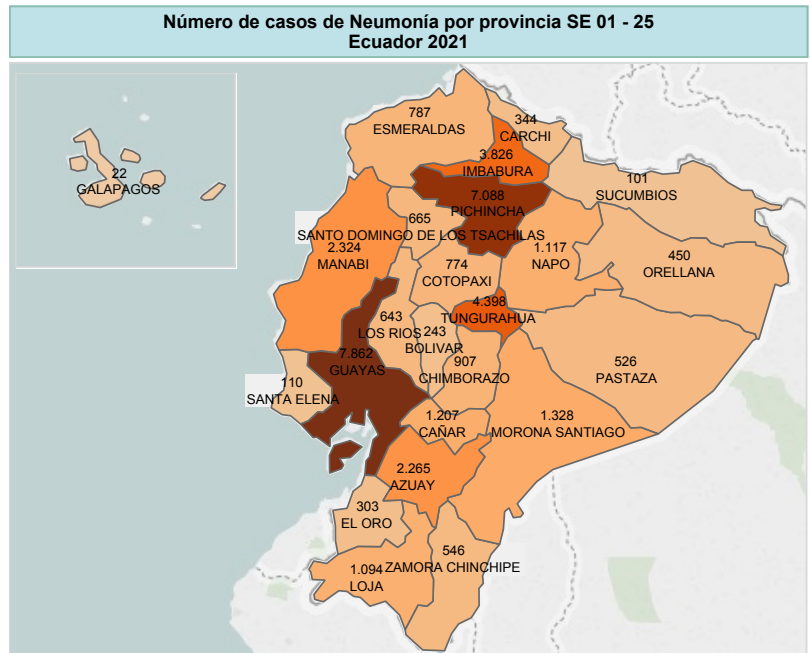 Número de casos de Neumonía por provincia SE 01 - 25
Ecuador 2021
787
ESMERALDAS
344
CARCHI
3.826
IMBABURA
22
GALAPAGOS
101
SUCUMBIOS
7.088
PICHINCHA
665
SANTO DOMINGO DE LOS TSACHILAS
2.324
MANABI
1.117
NAPO
450
ORELLANA
774
COTOPAXI
4.398
TUNGURAHUA
643
LOS RIOS
243
BOLIVAR
7.862
GUAYAS
907
CHIMBORAZO
526
PASTAZA
110
SANTA ELENA
1.207
CAÑAR
1.328
MORONA SANTIAGO
2.265
AZUAY
303
EL ORO
546
ZAMORA CHINCHIPE
1.094
LOJA